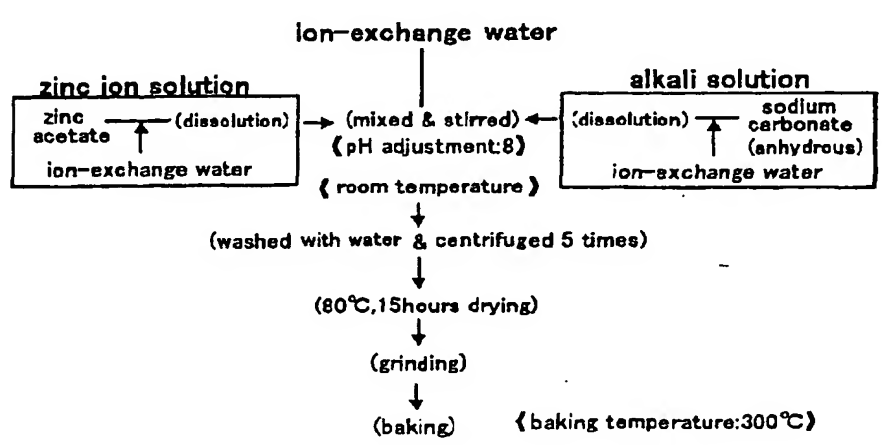 ion-exchange water
zinc ion solution
alkali solution
zinc acetate
(dissolution)
ion-exchange water
(mixed & stirred)
《pH adjustment:8》
《room temperature》
(dissolution)
sodium carbonate
(anhydrous)
ion-exchange water
(washed with water & centrifuged 5 times)
(80℃,15hours drying)
(grinding)
(baking)
《baking temperature:300℃》